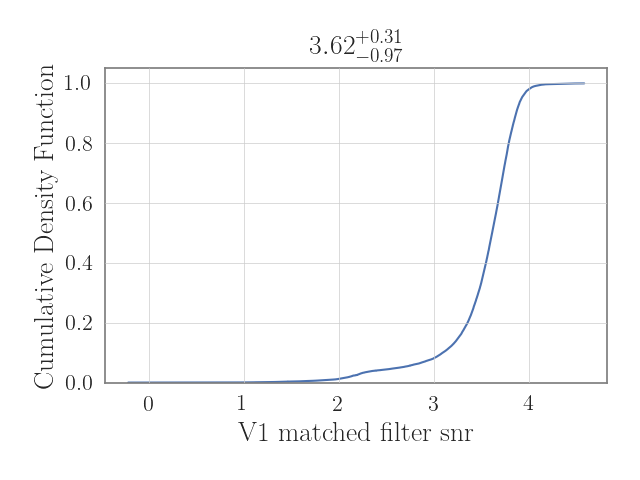 3.62^{+0.31}_{-0.97}
Cumulative Density Function
1.0
0.8
0.6
0.4
0.2
0.0
0 1 2 3 4
V1 matched filter snr